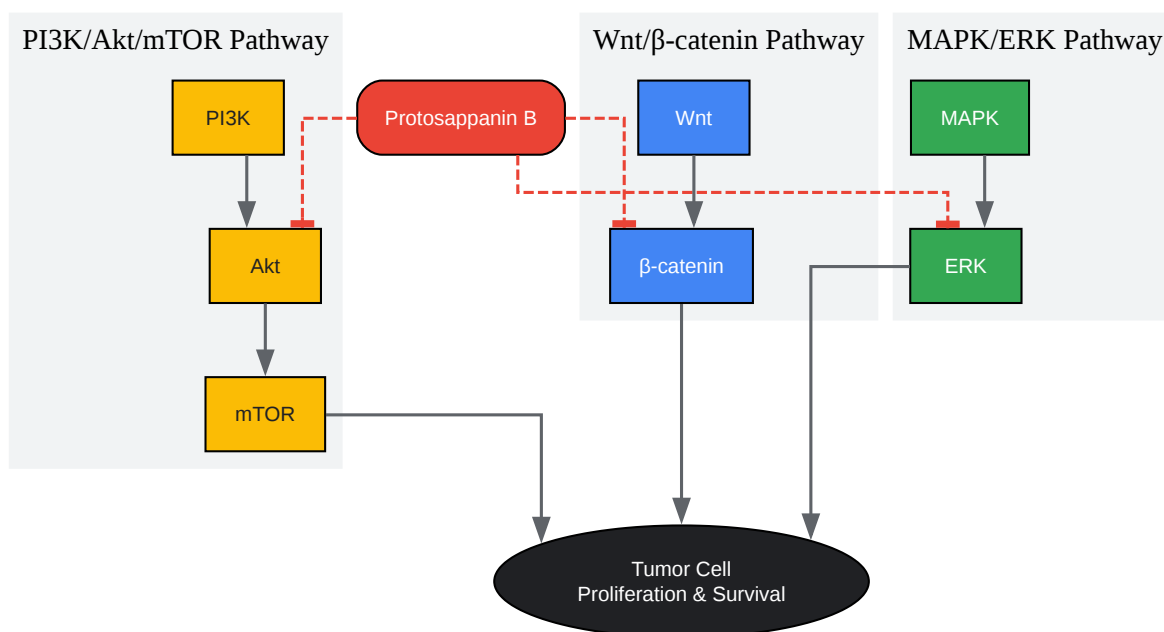 PI3K/Akt/mTOR Pathway
Wnt/β-catenin Pathway
MAPK/ERK Pathway
PI3K
Protosappanin B
Wnt
MAPK
Akt
β-catenin
ERK
mTOR
Tumor Cell
Proliferation & Survival